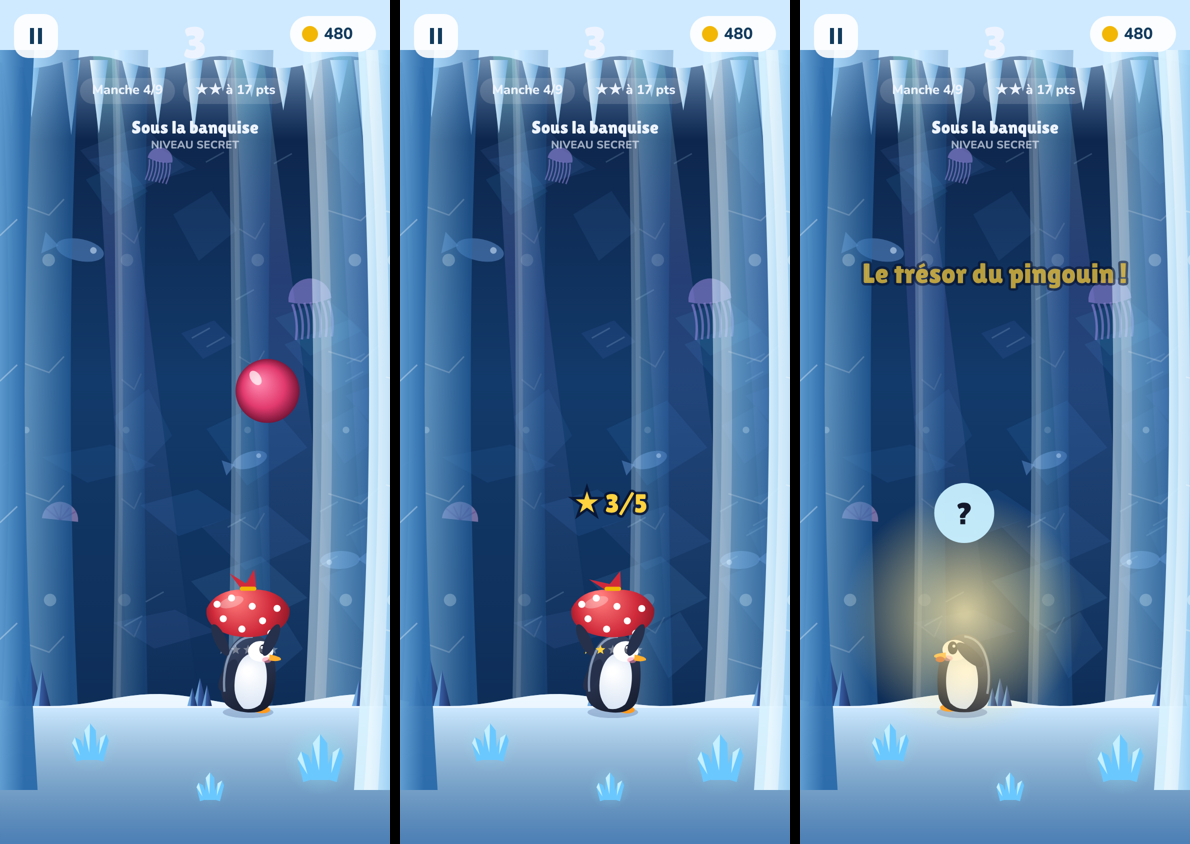 3
480
Manche 4/9
★★ à 17 pts
Sous la banquise
NIVEAU SECRET
3
480
Manche 4/9
★★ à 17 pts
Sous la banquise
NIVEAU SECRET
★ 3/5
3
480
Manche 4/9
★★ à 17 pts
Sous la banquise
NIVEAU SECRET
Le trésor du pingouin !
?